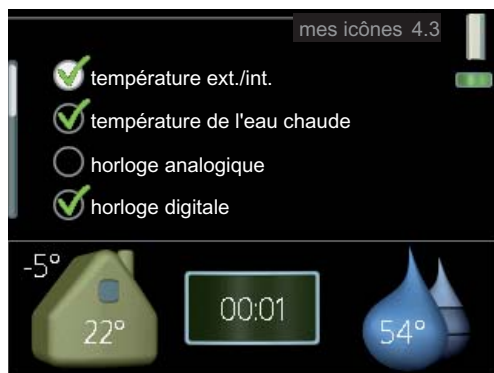 mes icônes 4.3
température ext./int.
température de l'eau chaude
horloge analogique
horloge digitale
-5°
22°
00:01
54°